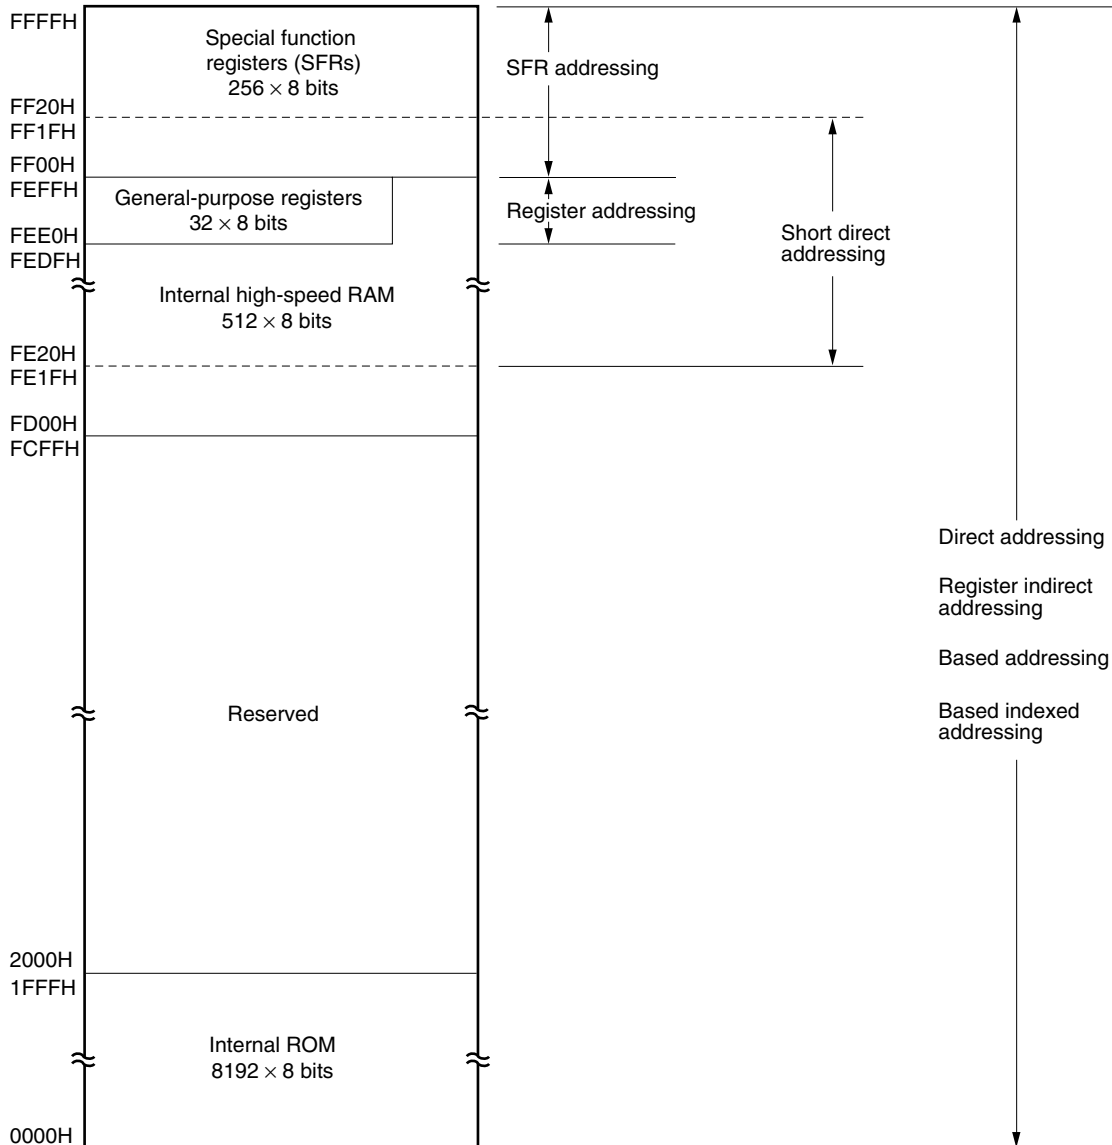 FFFFH
Special function
registers (SFRs)
256 × 8 bits
SFR addressing
FF20H
FF1FH
FF00H
FEFFH
General-purpose registers
32 × 8 bits
Register addressing
FEE0H
FEDFH
Short direct
addressing
Internal high-speed RAM
512 × 8 bits
FE20H
FE1FH
FD00H
FCFFH
Direct addressing
Register indirect
addressing
Based addressing
Based indexed
addressing
Reserved
2000H
1FFFH
Internal ROM
8192 × 8 bits
0000H